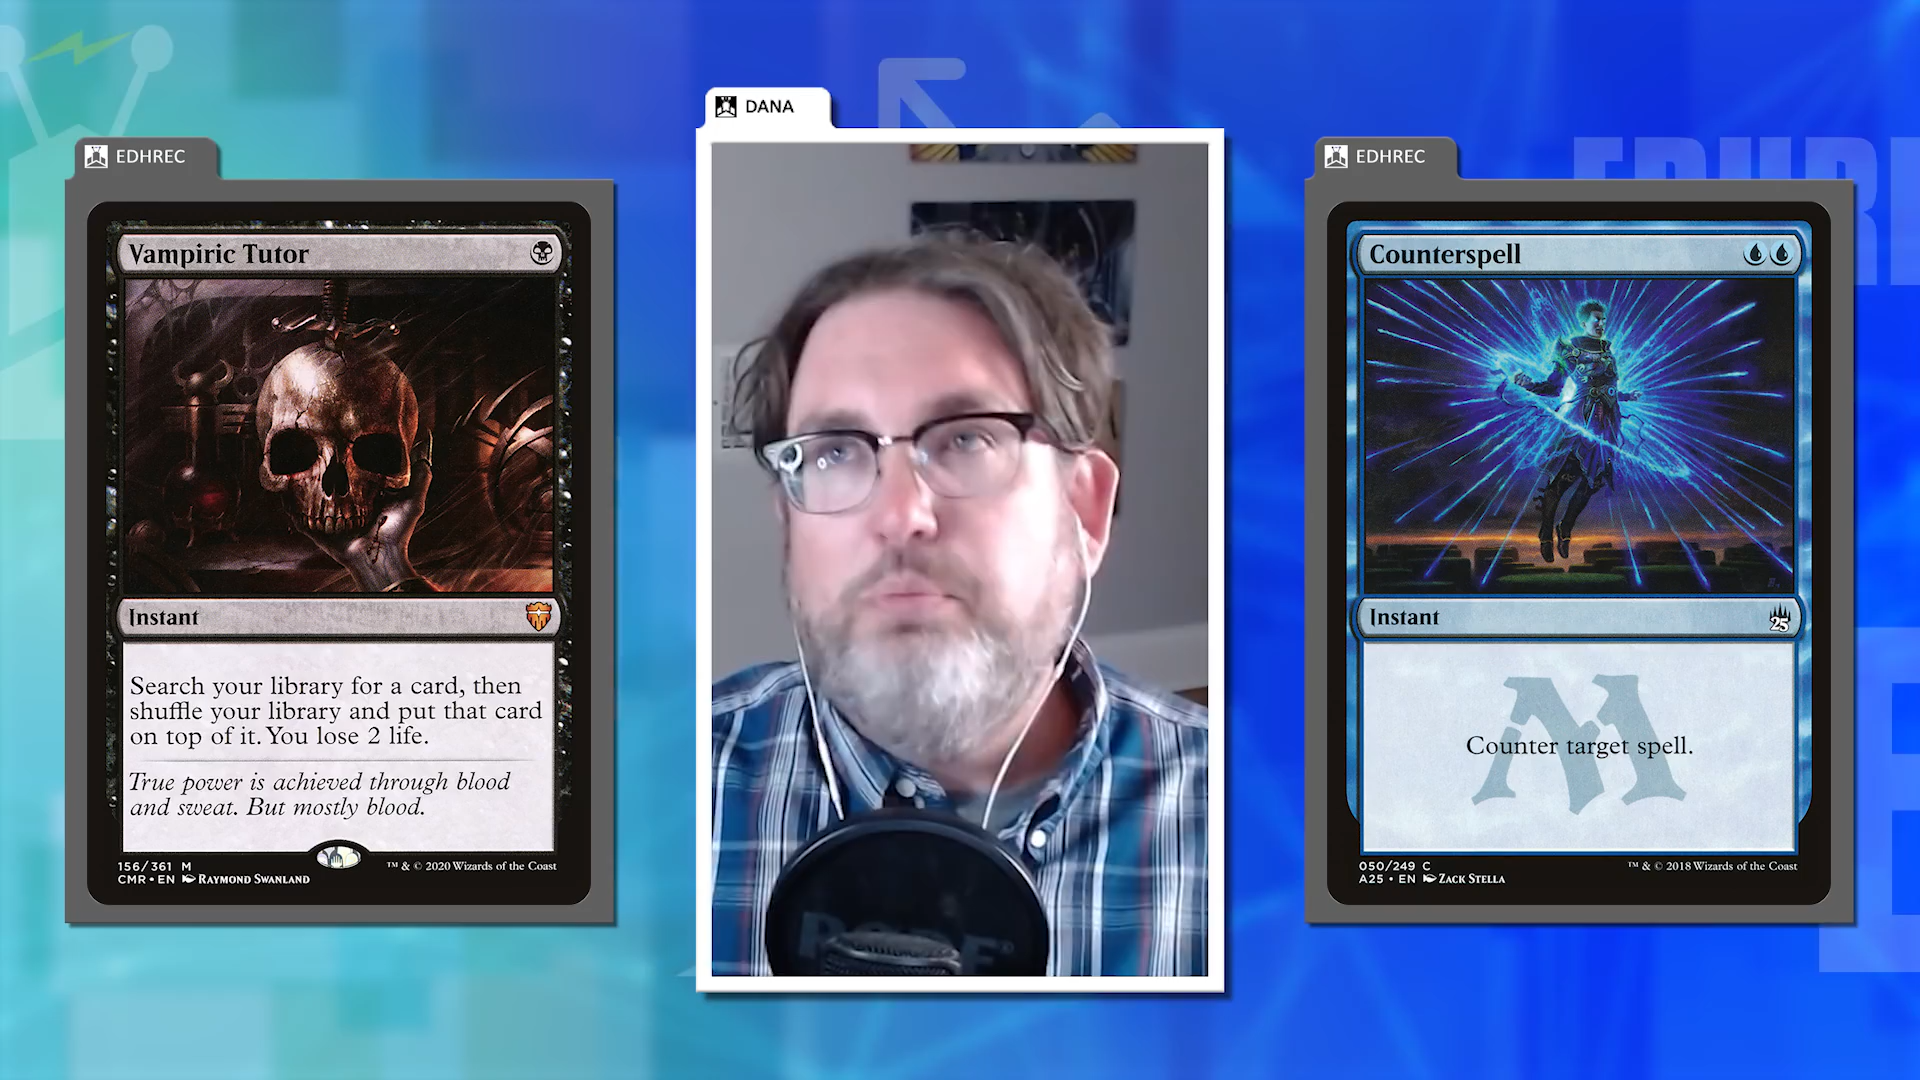 EDHREC
Vampiric Tutor
Instant
Search your library for a card, then
shuffle your library and put that card
on top of it. You lose 2 life.
True power is achieved through blood
and sweat. But mostly blood.
156/361 M
CMR • EN RAYMOND SWANLAND
™ & © 2020 Wizards of the Coast
DANA
EDHREC
Counterspell
Instant
25
Counter target spell.
050/249 C
A25 • EN ZACK STELLA
™ & © 2018 Wizards of the Coast